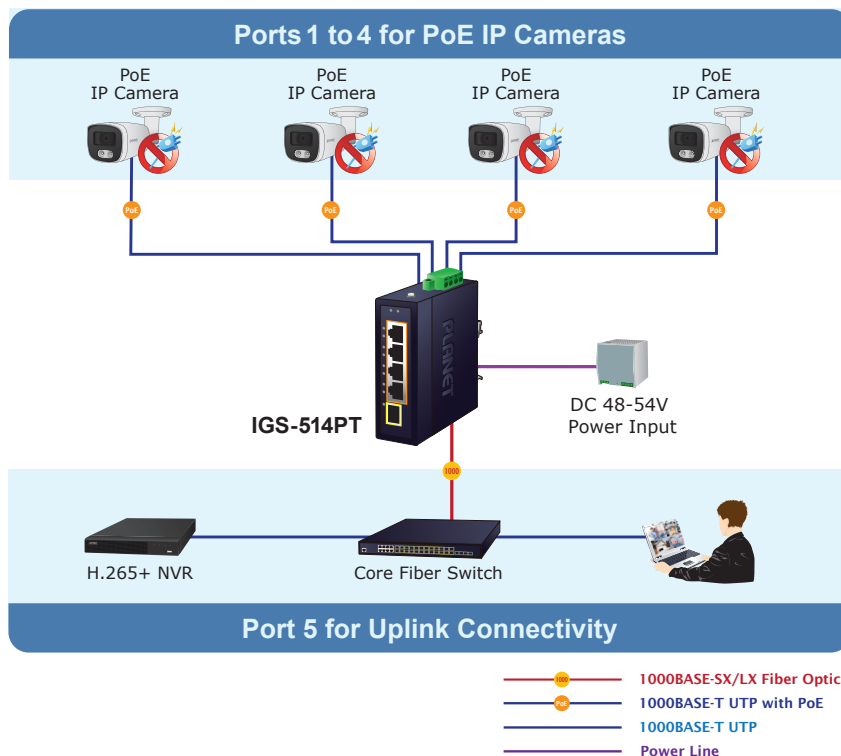 Ports 1 to 4 for PoE IP Cameras
PoE
IP Camera
PoE
IP Camera
PoE
IP Camera
PoE
IP Camera
PoE
PoE
PoE
PoE
PLANET
IGS-514PT
DC 48-54V
Power Input
1000
H.265+ NVR
Core Fiber Switch
Port 5 for Uplink Connectivity
1000
1000BASE-SX/LX Fiber Optic
PoE
1000BASE-T UTP with PoE
1000BASE-T UTP
Power Line